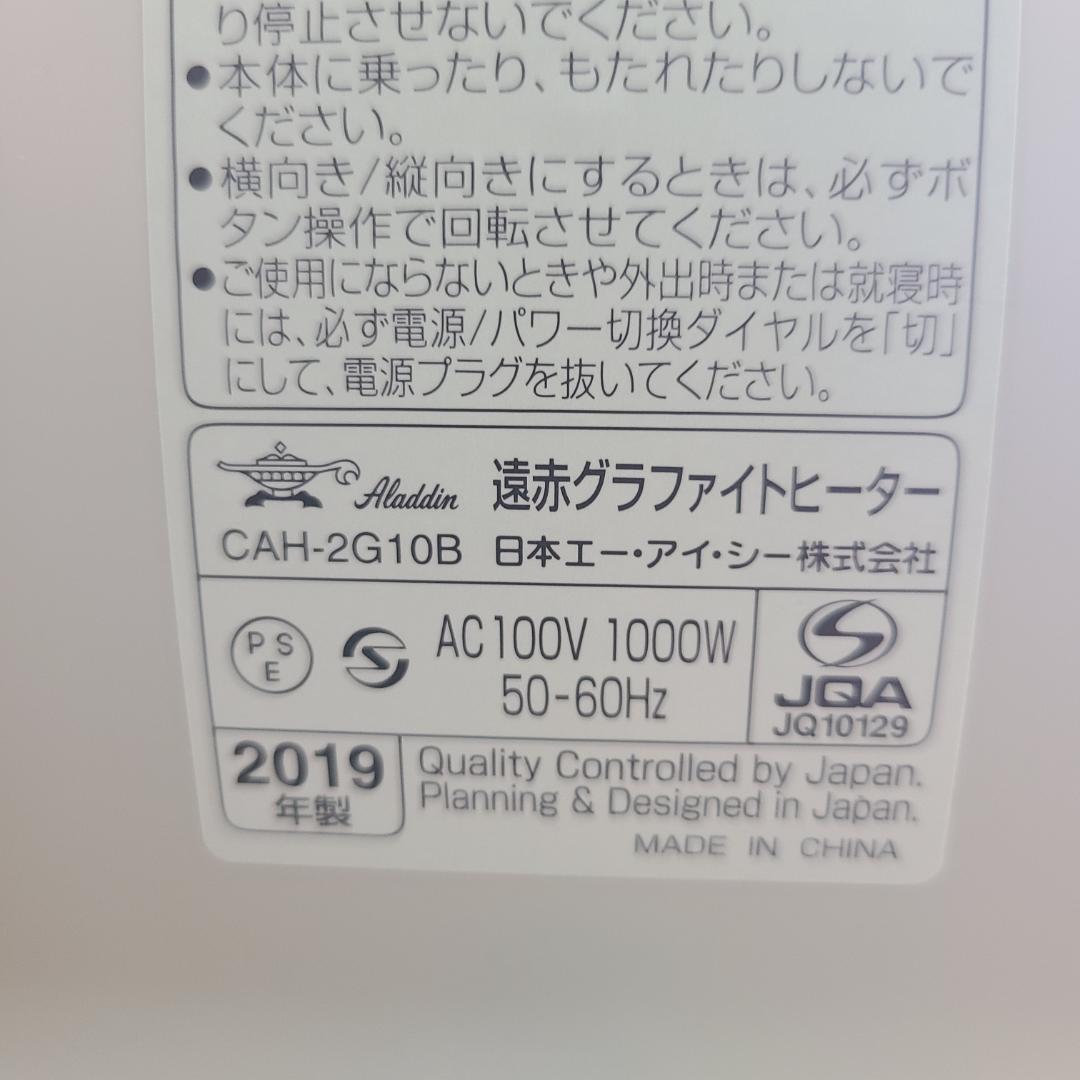 り停止させないでください。
●本体に乗ったり、もたれたりしないで
ください。
●横向き/縦向きにするときは、必ずボ
タン操作で回転させてください。
●ご使用にならないときや外出時または就寝時
には、必ず電源/パワー切換ダイヤルを「切」
にして、電源プラグを抜いてください。
Aladdin 遠赤グラファイトヒーター
CAH-2G10B 日本エー・アイ・シー株式会社
PSE
AC100V 1000W
50-60Hz
JQA
JQ10129
2019
年製
Quality Controlled by Japan.
Planning & Designed in Japan.
MADE IN CHINA